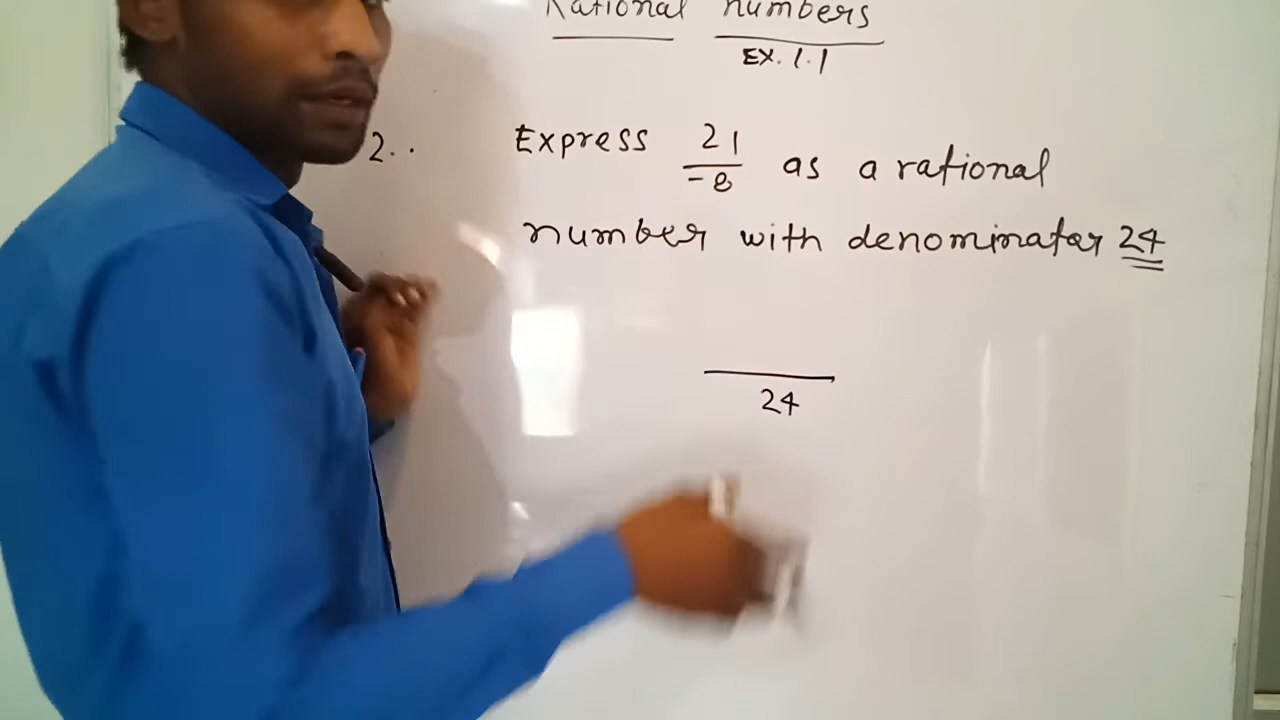 Rational numbers
EX. 1.1
2.. Express 21/-8 as a rational
number with denominator 24
24